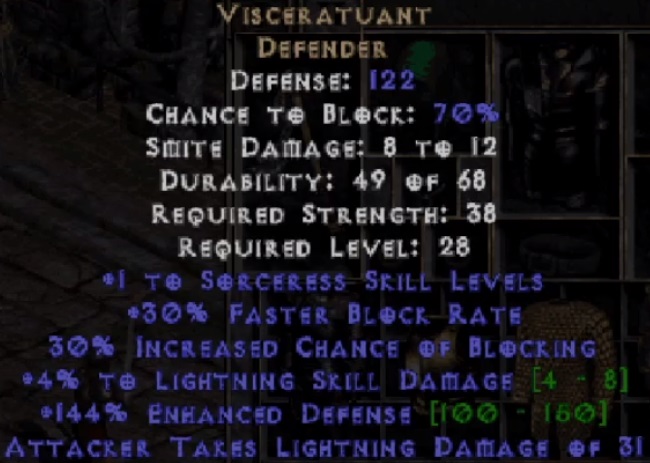 Visceratuant
Defender
Defense: 122
Chance to Block: 70%
Smite Damage: 8 to 12
Durability: 49 of 68
Required Strength: 38
Required Level: 28
+1 to Sorceress Skill Levels
+30% Faster Block Rate
30% Increased Chance of Blocking
+4% to Lightning Skill Damage [4 - 8]
+144% Enhanced Defense [100 - 150]
Attacker Takes Lightning Damage of 31